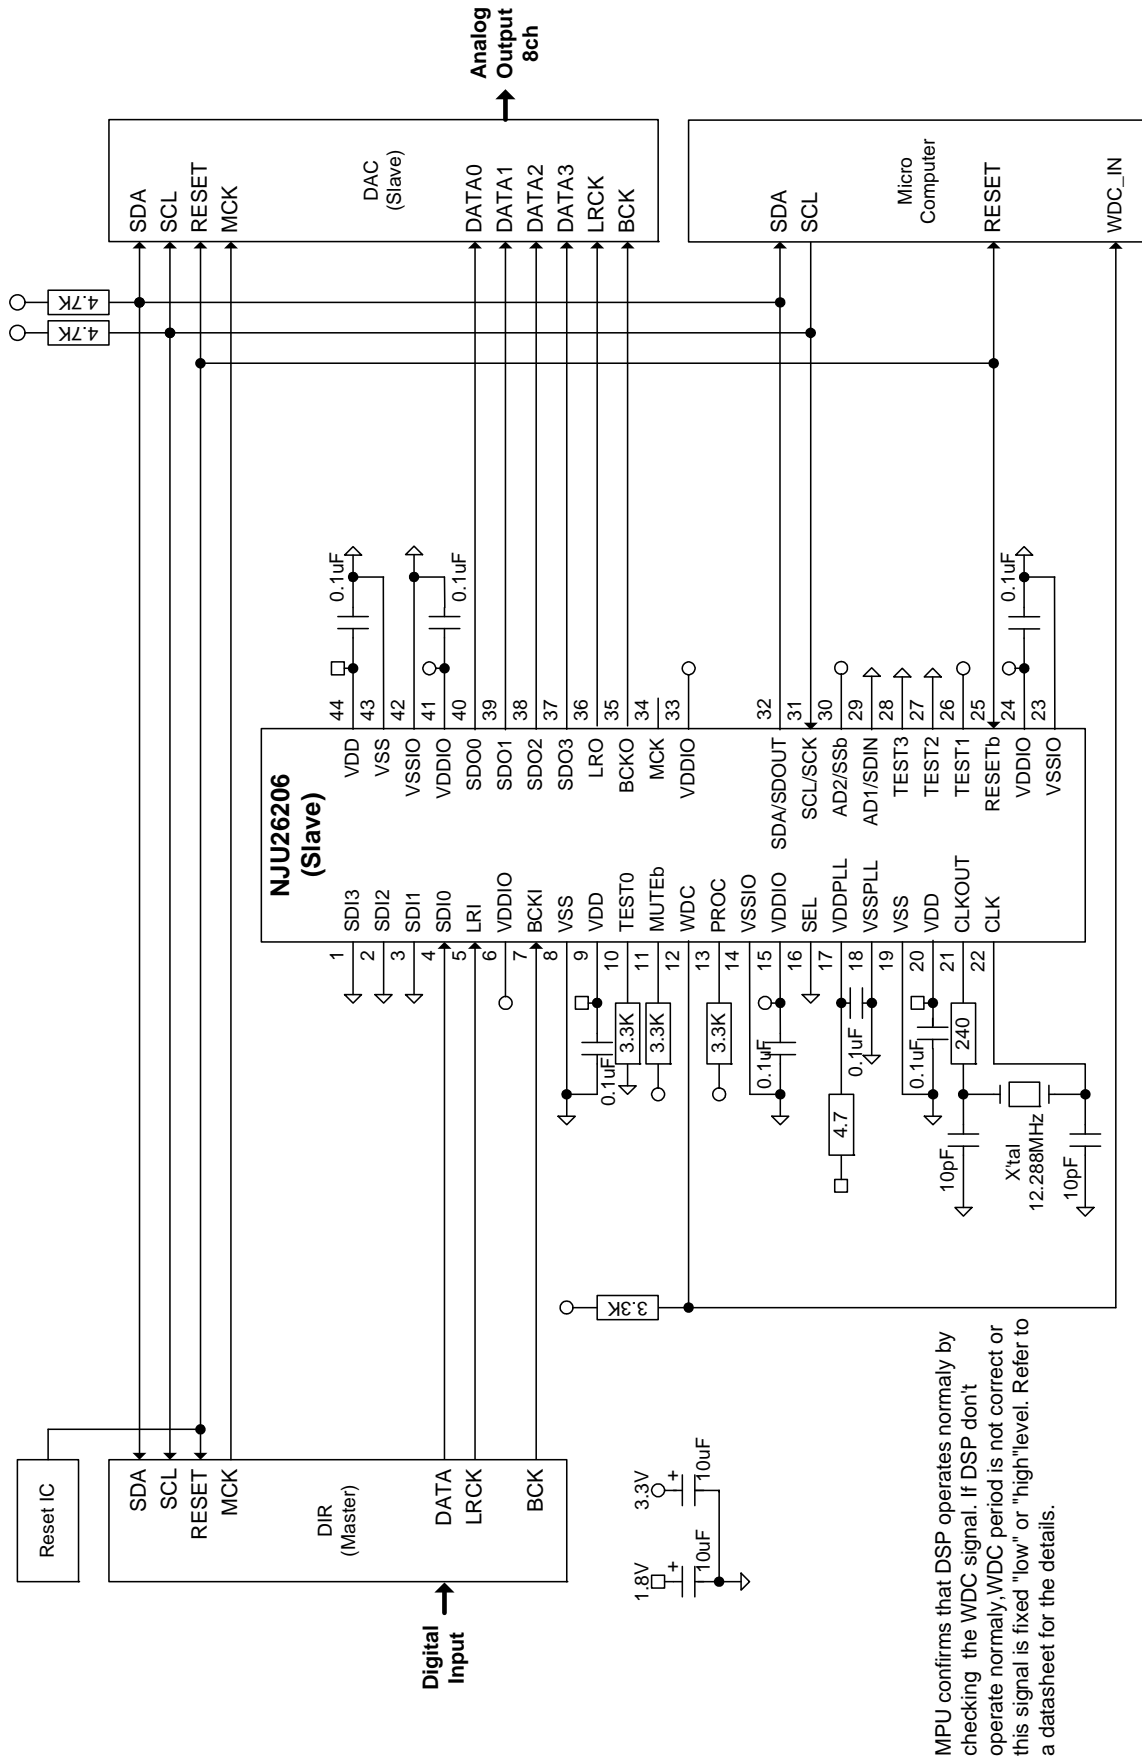 Reset IC
DIR
(Master)
SDA
SCL
RESET
MCK
DATA
LRCK
BCK
Digital
Input
1.8V
3.3V
+
+
10uF
10uF
NJU26206
(Slave)
1 SDI3
2 SDI2
3 SDI1
4 SDI0
5 LRI
6 VDDIO
7 BCKI
8 VSS
9 VDD
10 TEST0
11 MUTEb
12 WDC
13 PROC
14 VSSIO
15 VDDIO
16 SEL
17 VDDPLL
18 VSSPLL
19 VSS
20 VDD
21 CLKOUT
22 CLK
44 VDD
43 VSS
42 VSSIO
41 VDDIO
40 SDO0
39 SDO1
38 SDO2
37 SDO3
36 LRO
35 BCKO
34 MCK
33 VDDIO
32 SDA/SDOUT
31 SCL/SCK
30 AD2/SSb
29 AD1/SDIN
28 TEST3
27 TEST2
26 TEST1
25 RESETb
24 VDDIO
23 VSSIO
0.1uF
3.3K
3.3K
3.3K
0.1uF
0.1uF
4.7
0.1uF
240
10pF
X'tal
12.288MHz
10pF
3.3K
0.1uF
0.1uF
0.1uF
4.7K
4.7K
DAC
(Slave)
SDA
SCL
RESET
MCK
DATA0
DATA1
DATA2
DATA3
LRCK
BCK
Analog
Output
8ch
Micro
Computer
SDA
SCL
RESET
WDC_IN
MPU confirms that DSP operates normaly by
checking the WDC signal. If DSP don't
operate normaly,WDC period is not correct or
this signal is fixed "low" or "high"level. Refer to
a datasheet for the details.